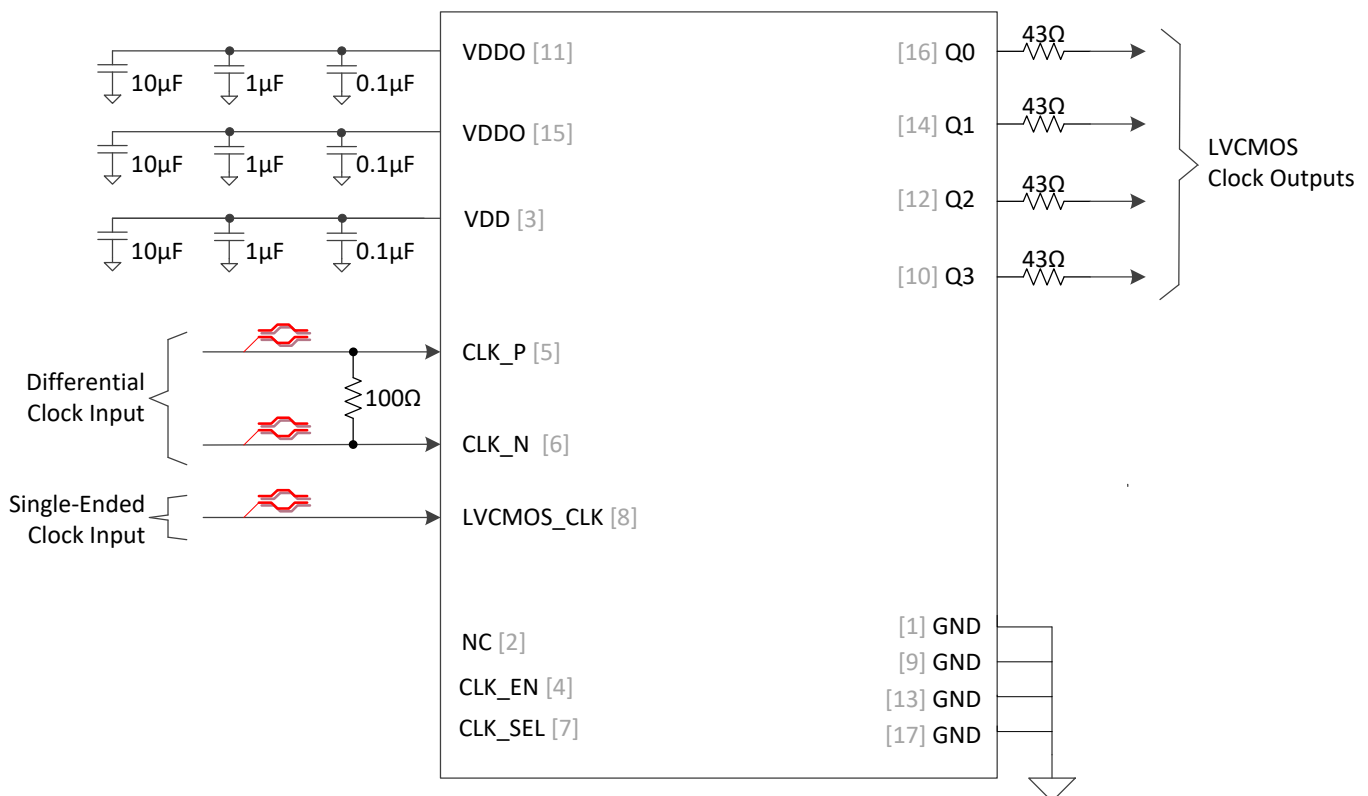 VDDO [11]
10µF
1µF
0.1µF
VDDO [15]
10µF
1µF
0.1µF
VDD [3]
10µF
1µF
0.1µF
Differential
Clock Input
100Ω
CLK_P [5]
CLK_N [6]
Single-Ended
Clock Input
LVCMOS_CLK [8]
NC [2]
CLK_EN [4]
CLK_SEL [7]
[16] Q0
43Ω
[14] Q1
43Ω
[12] Q2
43Ω
[10] Q3
43Ω
LVCMOS
Clock Outputs
[1] GND
[9] GND
[13] GND
[17] GND